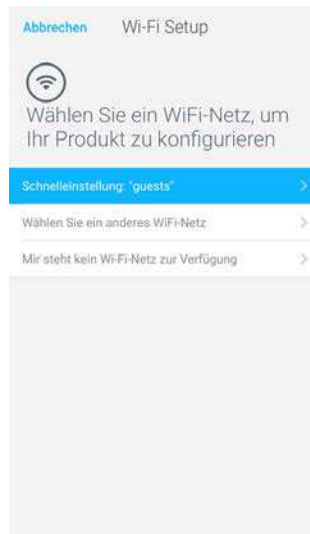 Abbrechen Wi-Fi Setup
Wählen Sie ein WiFi-Netz, um
Ihr Produkt zu konfigurieren
Schnelleinstellung: "guests"
Wählen Sie ein anderes WiFi-Netz
Mir steht kein Wi-Fi-Netz zur Verfügung